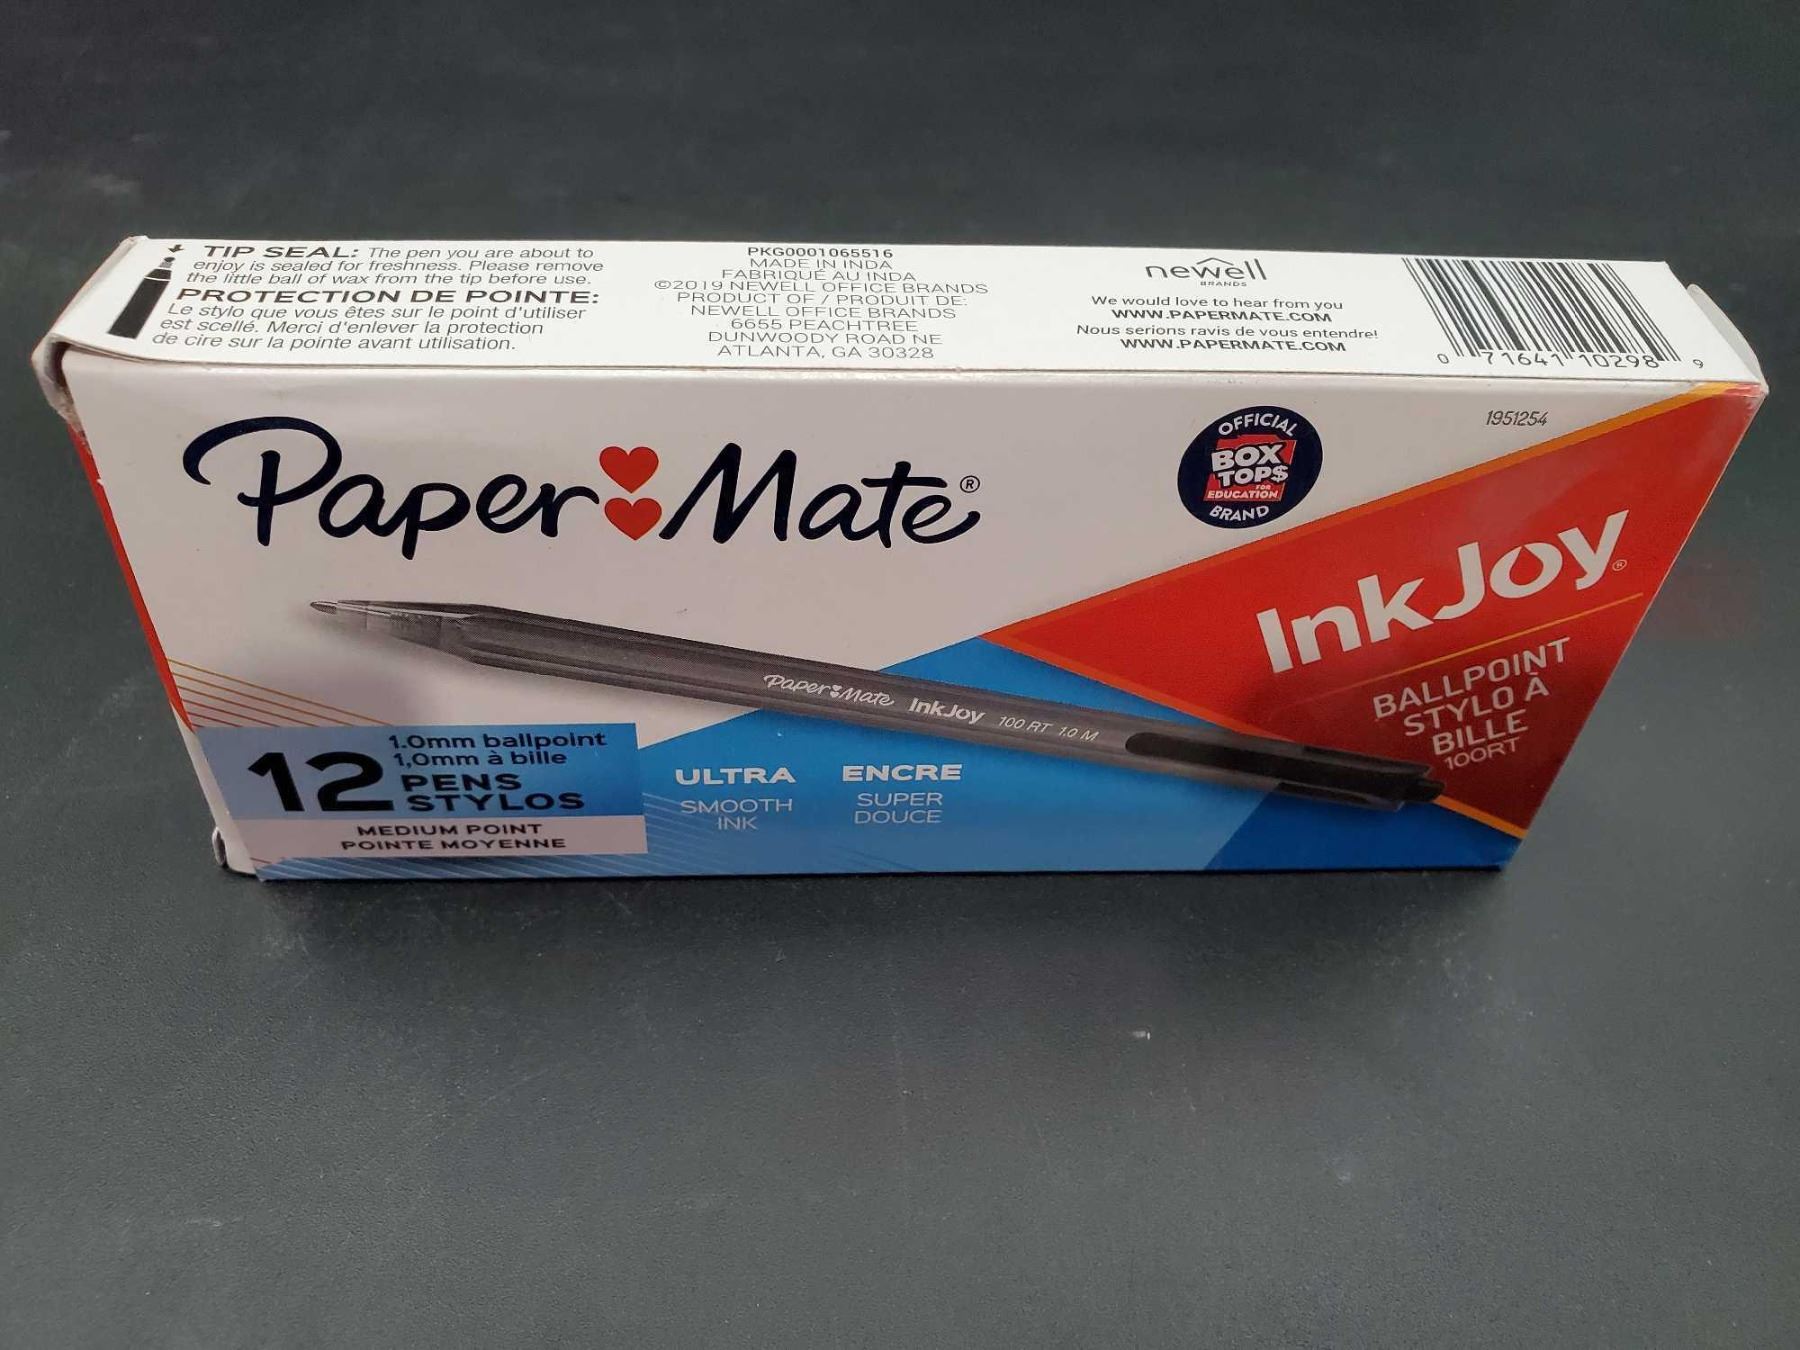 TIP SEAL: The pen you are about to
enjoy is sealed for freshness. Please remove
the little ball of wax from the tip before use.
PROTECTION DE POINTE:
Le stylo que vous êtes sur le point d'utiliser
est scellé. Merci d'enlever la protection
de cire sur la pointe avant utilisation.
PKG0001065516
MADE IN INDA
FABRIQUÉ AU INDA
©2019 NEWELL OFFICE BRANDS
PRODUCT OF / PRODUIT DE:
NEWELL OFFICE BRANDS
6655 PEACHTREE
DUNWOODY ROAD NE
ATLANTA, GA 30328
newell
BRANDS
We would love to hear from you
WWW.PAPERMATE.COM
Nous serions ravis de vous entendre!
WWW.PAPERMATE.COM
0 71641 10298 9
Paper Mate®
OFFICIAL
BOX
TOP$
FOR
EDUCATION
BRAND
1951254
InkJoy®
BALLPOINT
STYLO À
BILLE
100RT
Paper Mate InkJoy 100 RT 1.0 M
12
1.0mm ballpoint
1,0mm à bille
PENS
STYLOS
MEDIUM POINT
POINTE MOYENNE
ULTRA
SMOOTH
INK
ENCRE
SUPER
DOUCE